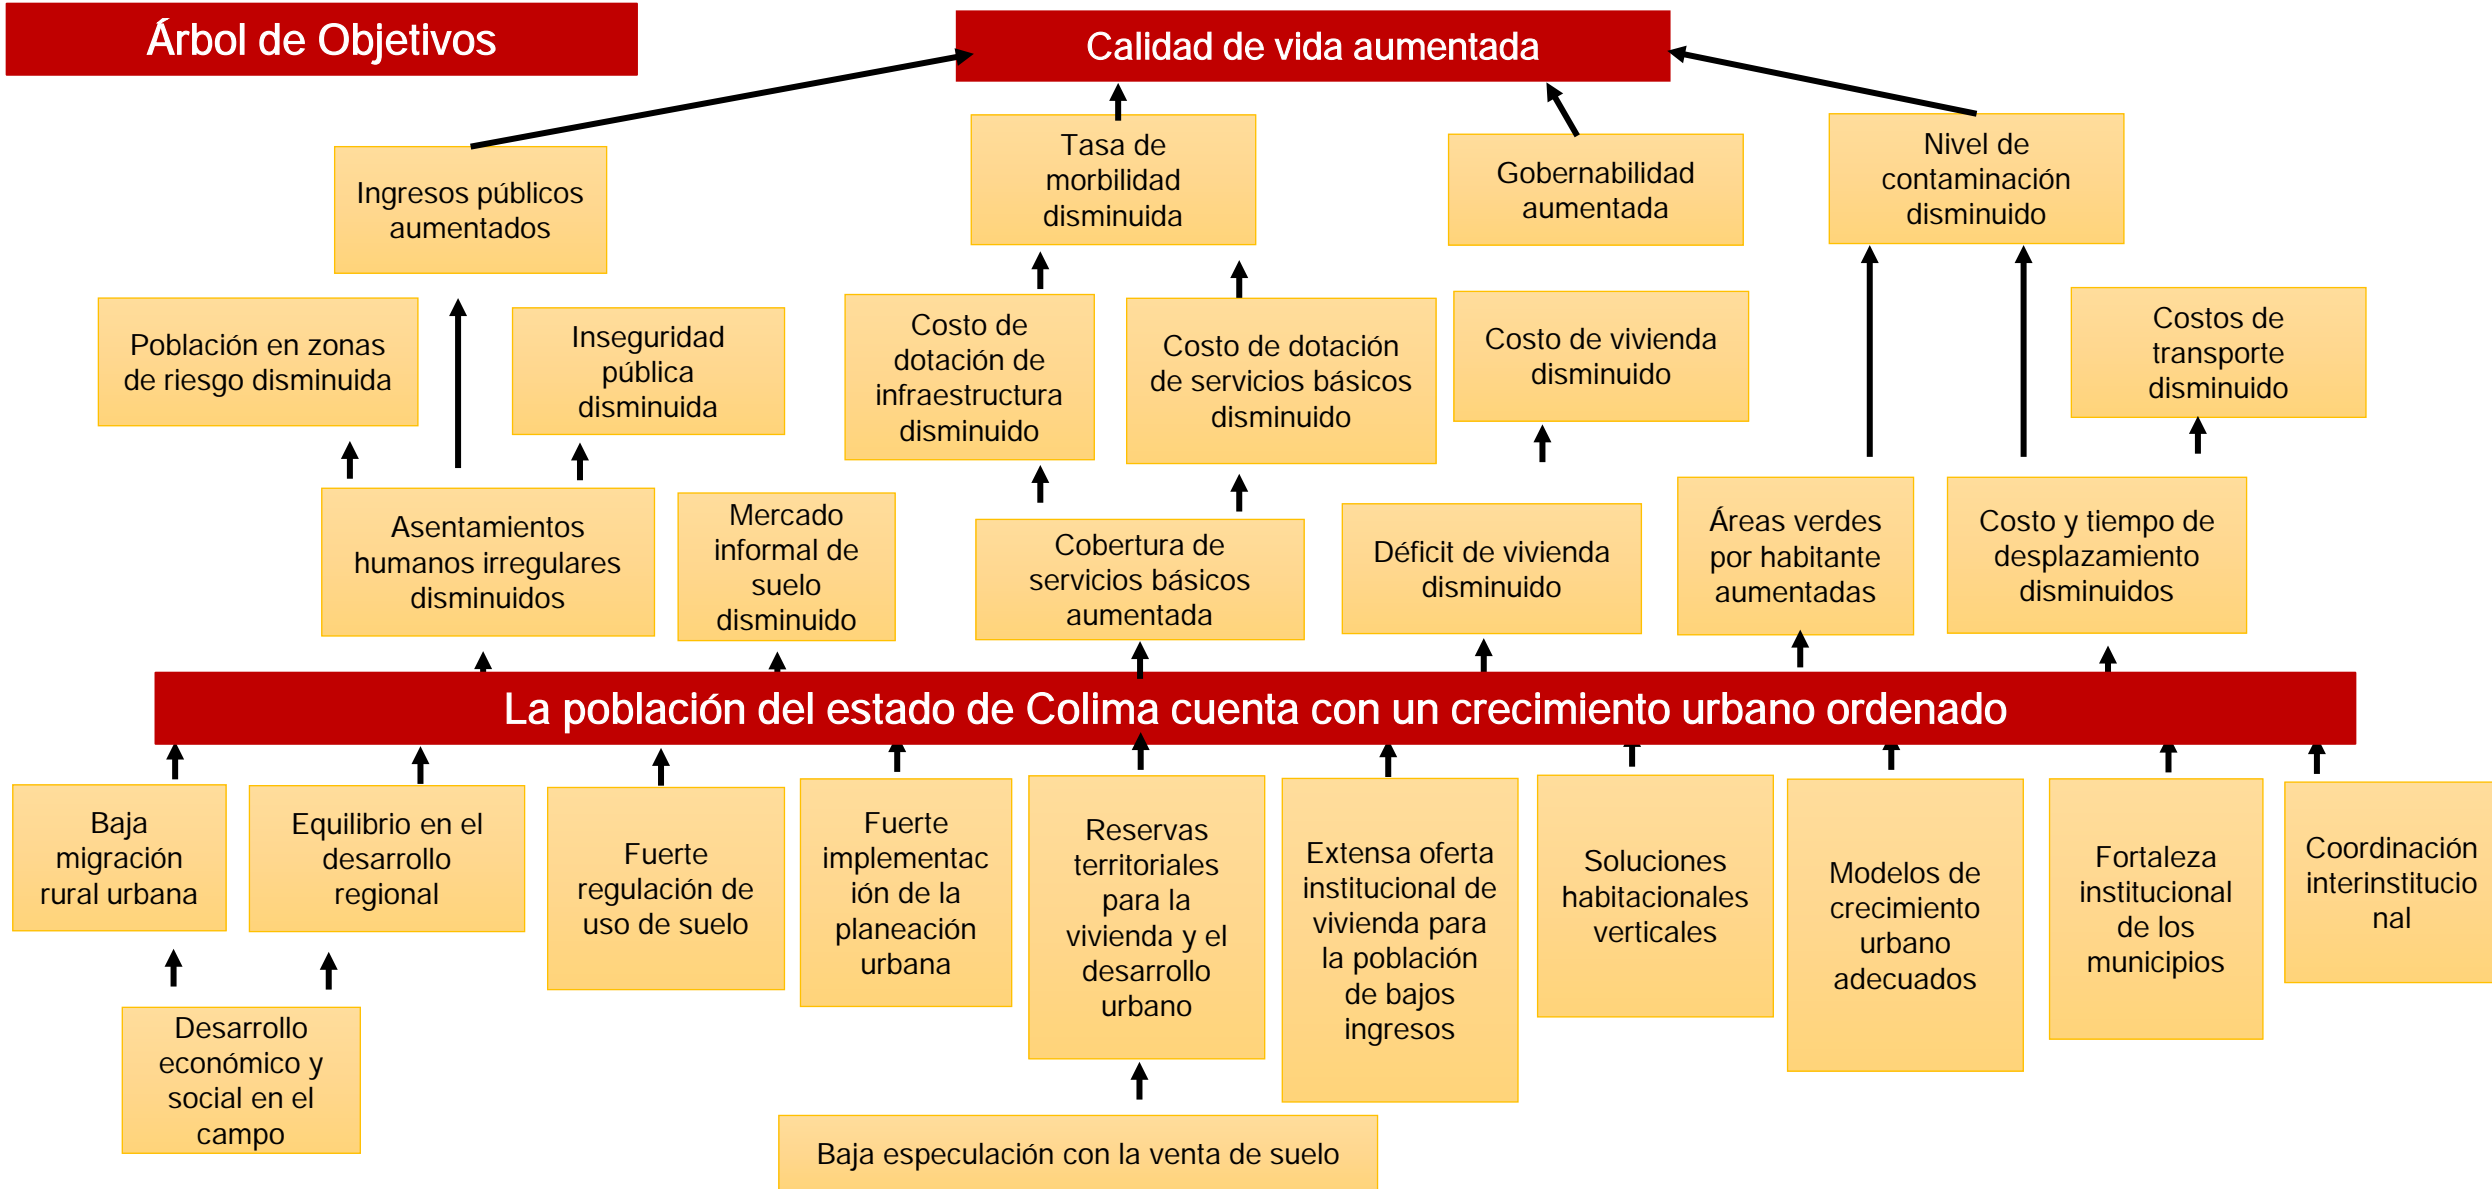 Árbol de Objetivos
Calidad de vida aumentada
Ingresos públicos
aumentados
Tasa de
morbilidad
disminuida
Gobernabilidad
aumentada
Nivel de
contaminación
disminuido
Población en zonas
de riesgo disminuida
Inseguridad
pública
disminuida
Costo de
dotación de
infraestructura
disminuido
Costo de dotación
de servicios básicos
disminuido
Costo de vivienda
disminuido
Costos de
transporte
disminuido
Asentamientos
humanos irregulares
disminuidos
Mercado
informal de
suelo
disminuido
Cobertura de
servicios básicos
aumentada
Déficit de vivienda
disminuido
Áreas verdes
por habitante
aumentadas
Costo y tiempo de
desplazamiento
disminuidos
La población del estado de Colima cuenta con un crecimiento urbano ordenado
Baja
migración
rural urbana
Equilibrio en el
desarrollo
regional
Fuerte
regulación de
uso de suelo
Fuerte
implementac
ión de la
planeación
urbana
Reservas
territoriales
para la
vivienda y el
desarrollo
urbano
Extensa oferta
institucional de
vivienda para
la población
de bajos
ingresos
Soluciones
habitacionales
verticales
Modelos de
crecimiento
urbano
adecuados
Fortaleza
institucional
de los
municipios
Coordinación
interinstitucio
nal
Desarrollo
económico y
social en el
campo
Baja especulación con la venta de suelo